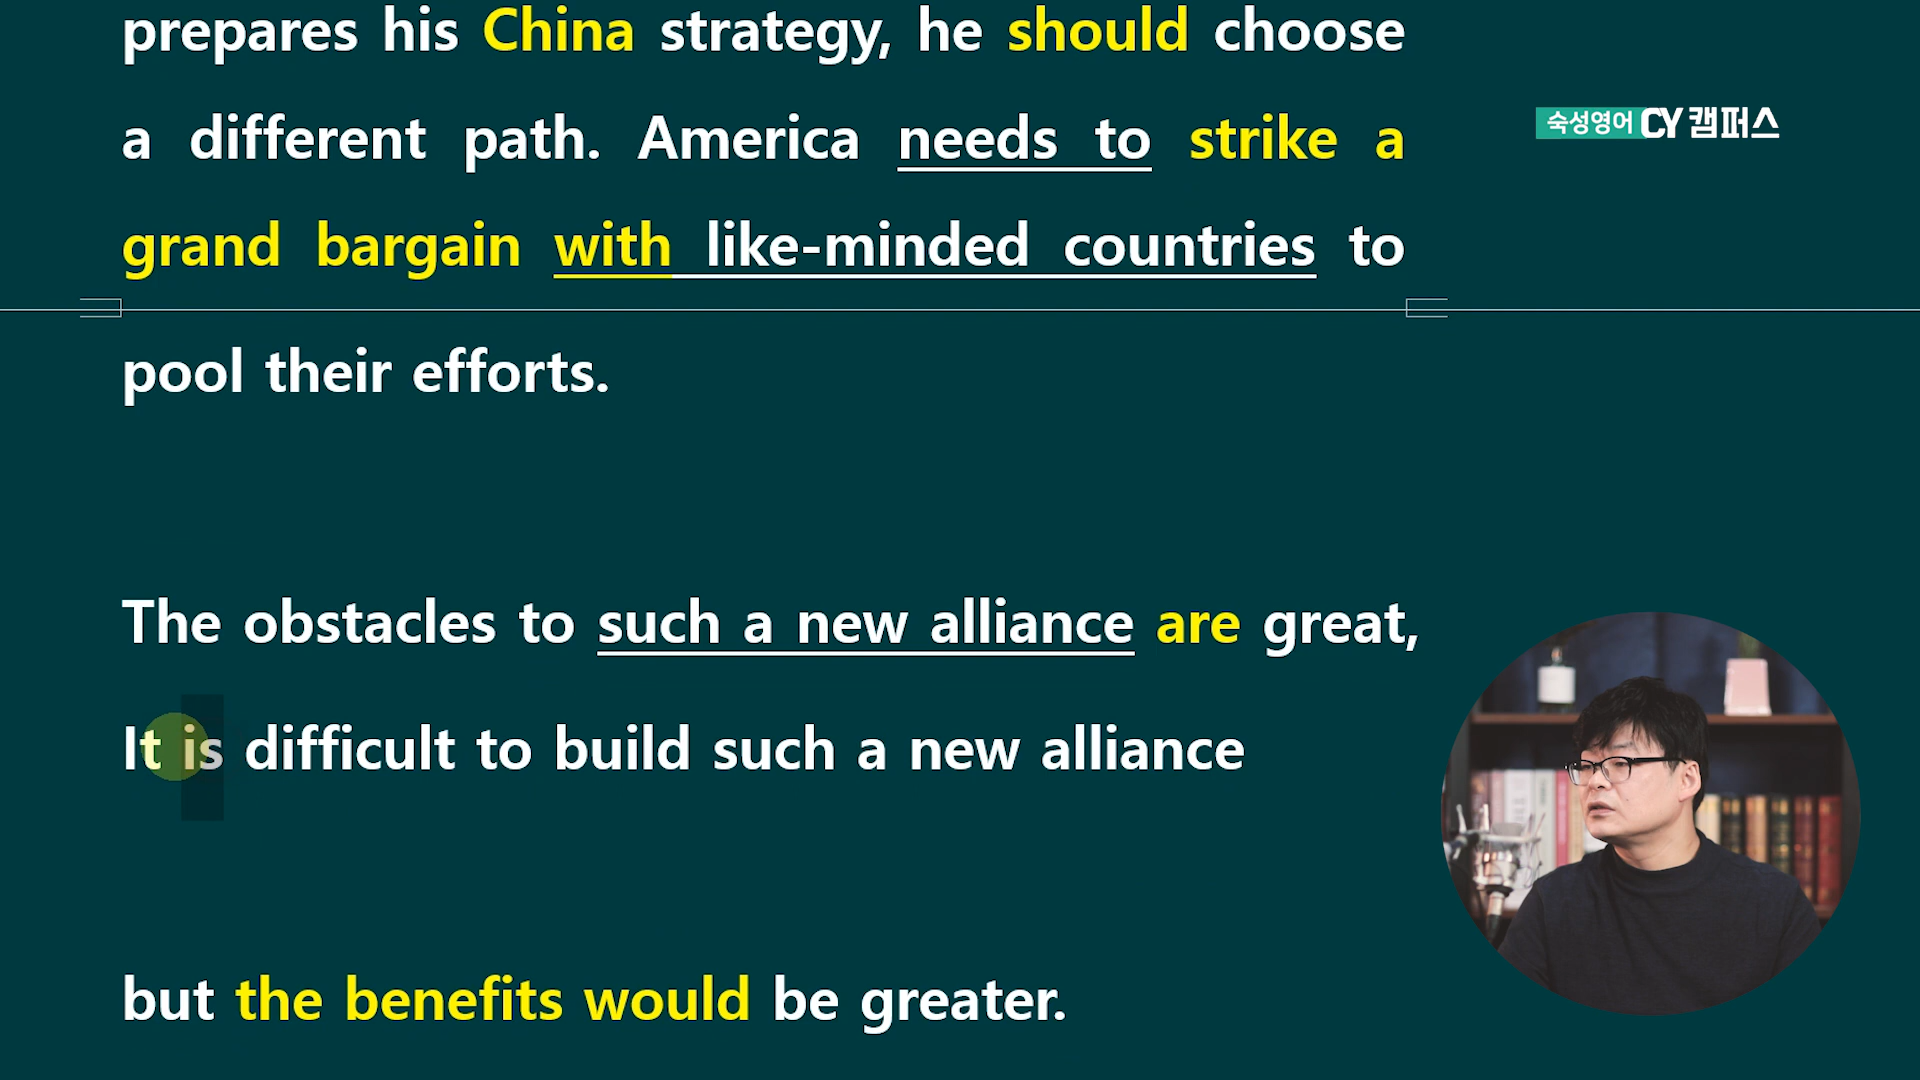 prepares his China strategy, he should choose
a different path. America needs to strike a
grand bargain with like-minded countries to
pool their efforts.
The obstacles to such a new alliance are great,
It is difficult to build such a new alliance
but the benefits would be greater.
숙성영어 CY캠퍼스